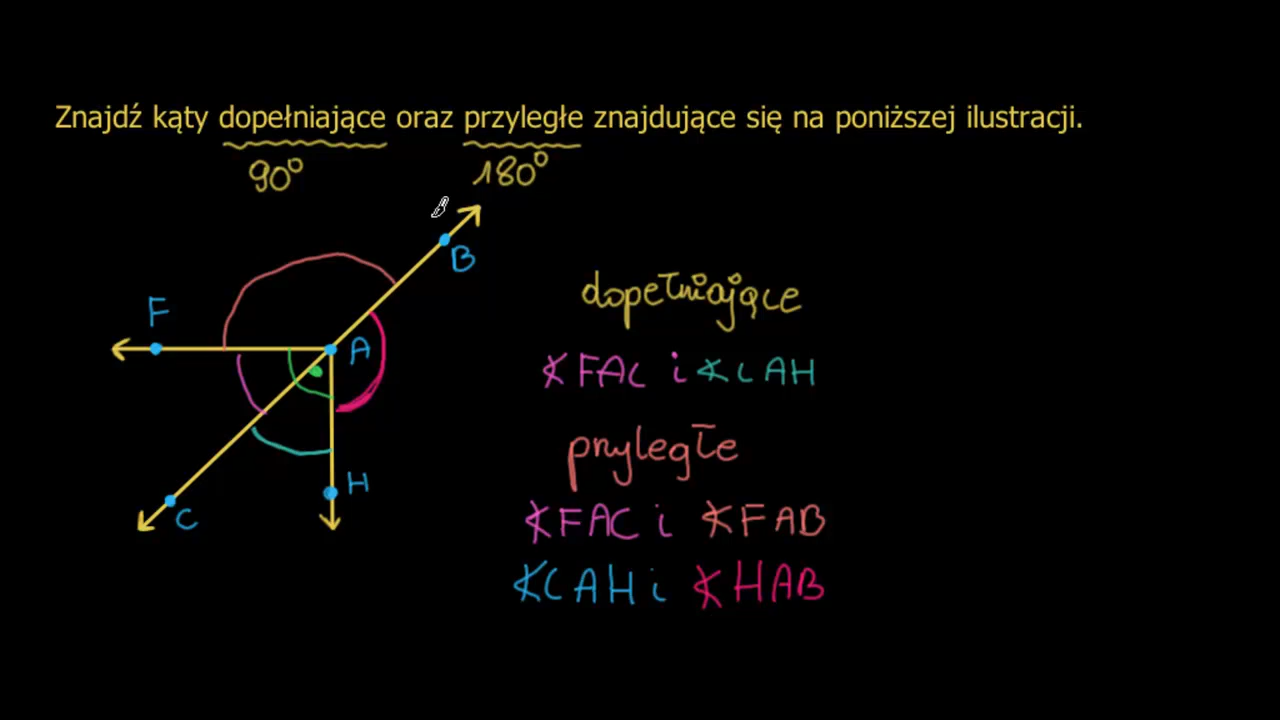 Znajdź kąty dopełniające oraz przyległe znajdujące się na poniższej ilustracji.
90° 180°
B
F
A
H
C
dopełniające
∢FAC i ∢CAH
pryległe
∢FAC i ∢FAB
∢CAH i ∢HAB